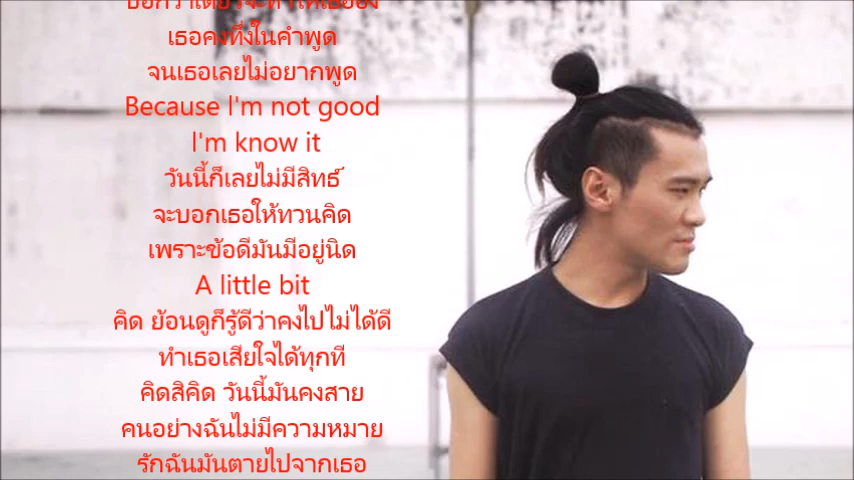 เธอคงทึ่งในคำพูด
จนเธอเลยไม่อยากพูด
Because I'm not good
I'm know it
วันนี้ก็เลยไม่มีสิทธ์
จะบอกเธอให้ทวนคิด
เพราะข้อดีมันมีอยู่นิด
A little bit
คิด ย้อนดูก็รู้ดีว่าคงไปไม่ได้ดี
ทำเธอเสียใจได้ทุกที
คิดสิคิด วันนี้มันคงสาย
คนอย่างฉันไม่มีความหมาย
รักฉันมันตายไปจากเธอ